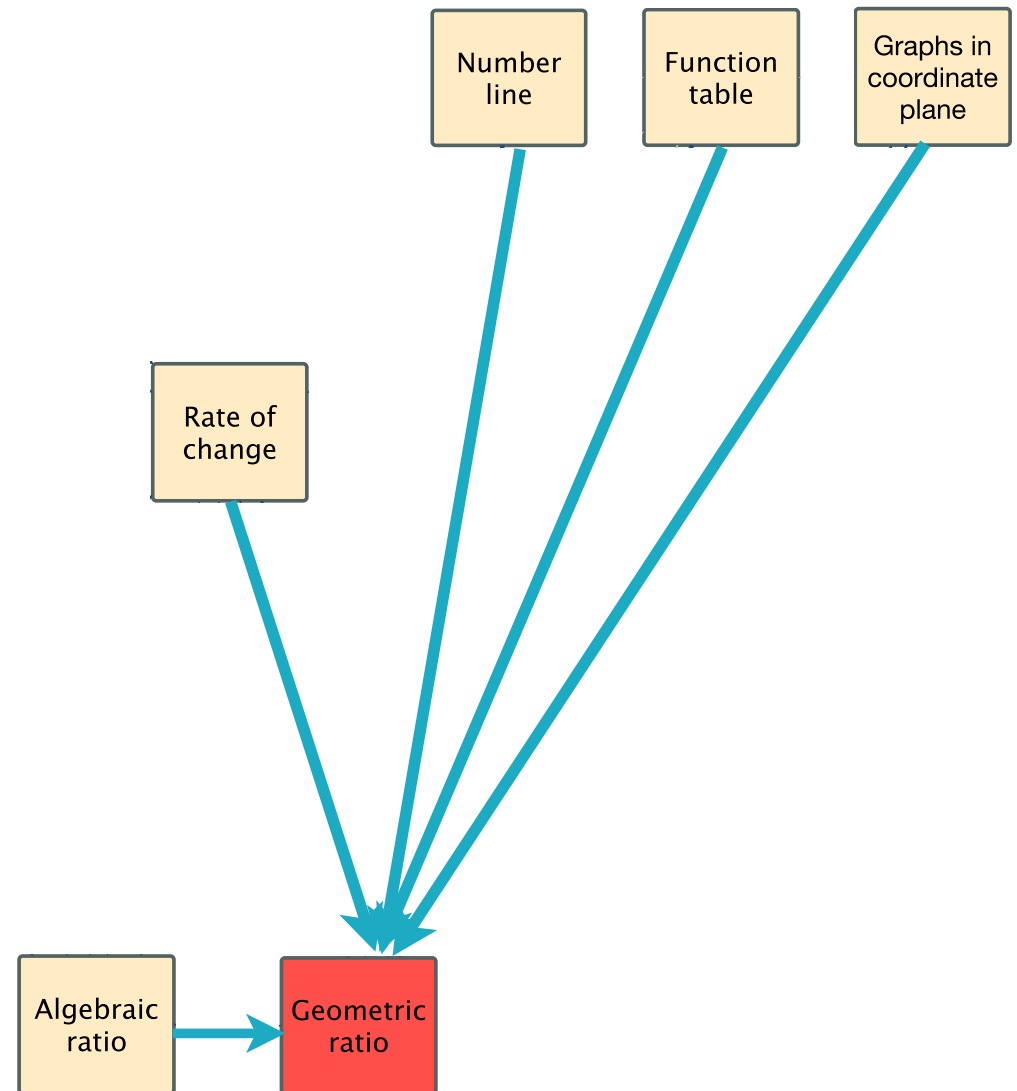 Number
line
Function
table
Graphs in
coordinate
plane
Rate of
change
Algebraic
ratio
Geometric
ratio